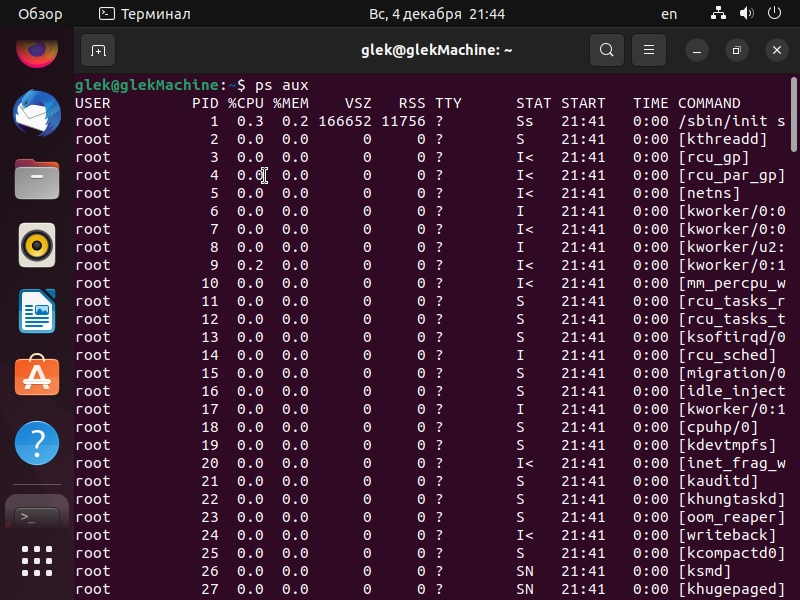 Обзор Терминал Вс, 4 декабря 21:44 en
glek@glekMachine: ~
glek@glekMachine:~$ ps aux
USER PID %CPU %MEM VSZ RSS TTY STAT START TIME COMMAND
root 1 0.3 0.2 166652 11756 ? Ss 21:41 0:00 /sbin/init s
root 2 0.0 0.0 0 0 ? S 21:41 0:00 [kthreadd]
root 3 0.0 0.0 0 0 ? I< 21:41 0:00 [rcu_gp]
root 4 0.0 0.0 0 0 ? I< 21:41 0:00 [rcu_par_gp]
root 5 0.0 0.0 0 0 ? I< 21:41 0:00 [netns]
root 6 0.0 0.0 0 0 ? I 21:41 0:00 [kworker/0:0
root 7 0.0 0.0 0 0 ? I< 21:41 0:00 [kworker/0:0
root 8 0.0 0.0 0 0 ? I 21:41 0:00 [kworker/u2:
root 9 0.2 0.0 0 0 ? I< 21:41 0:00 [kworker/0:1
root 10 0.0 0.0 0 0 ? I< 21:41 0:00 [mm_percpu_w
root 11 0.0 0.0 0 0 ? S 21:41 0:00 [rcu_tasks_r
root 12 0.0 0.0 0 0 ? S 21:41 0:00 [rcu_tasks_t
root 13 0.0 0.0 0 0 ? S 21:41 0:00 [ksoftirqd/0
root 14 0.0 0.0 0 0 ? I 21:41 0:00 [rcu_sched]
root 15 0.0 0.0 0 0 ? S 21:41 0:00 [migration/0
root 16 0.0 0.0 0 0 ? S 21:41 0:00 [idle_inject
root 17 0.0 0.0 0 0 ? I 21:41 0:00 [kworker/0:1
root 18 0.0 0.0 0 0 ? S 21:41 0:00 [cpuhp/0]
root 19 0.0 0.0 0 0 ? S 21:41 0:00 [kdevtmpfs]
root 20 0.0 0.0 0 0 ? I< 21:41 0:00 [inet_frag_w
root 21 0.0 0.0 0 0 ? S 21:41 0:00 [kauditd]
root 22 0.0 0.0 0 0 ? S 21:41 0:00 [khungtaskd]
root 23 0.0 0.0 0 0 ? S 21:41 0:00 [oom_reaper]
root 24 0.0 0.0 0 0 ? I< 21:41 0:00 [writeback]
root 25 0.0 0.0 0 0 ? S 21:41 0:00 [kcompactd0]
root 26 0.0 0.0 0 0 ? SN 21:41 0:00 [ksmd]
root 27 0.0 0.0 0 0 ? SN 21:41 0:00 [khugepaged]